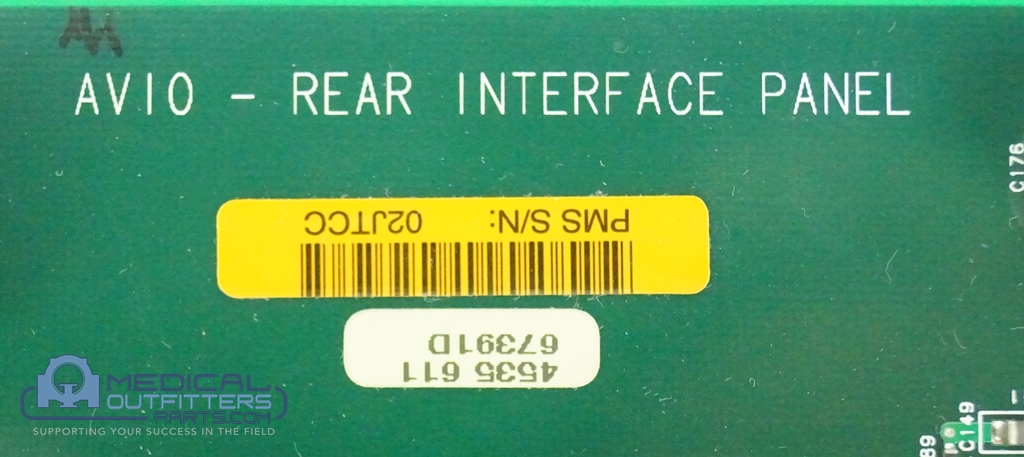 AVIO - REAR INTERFACE PANEL
C176
PMS S/N: 02JTCC
4535 611
67391D
MEDICAL
OUTFITTERS
PARTS.COM
SUPPORTING YOUR SUCCESS IN THE FIELD
C149
89